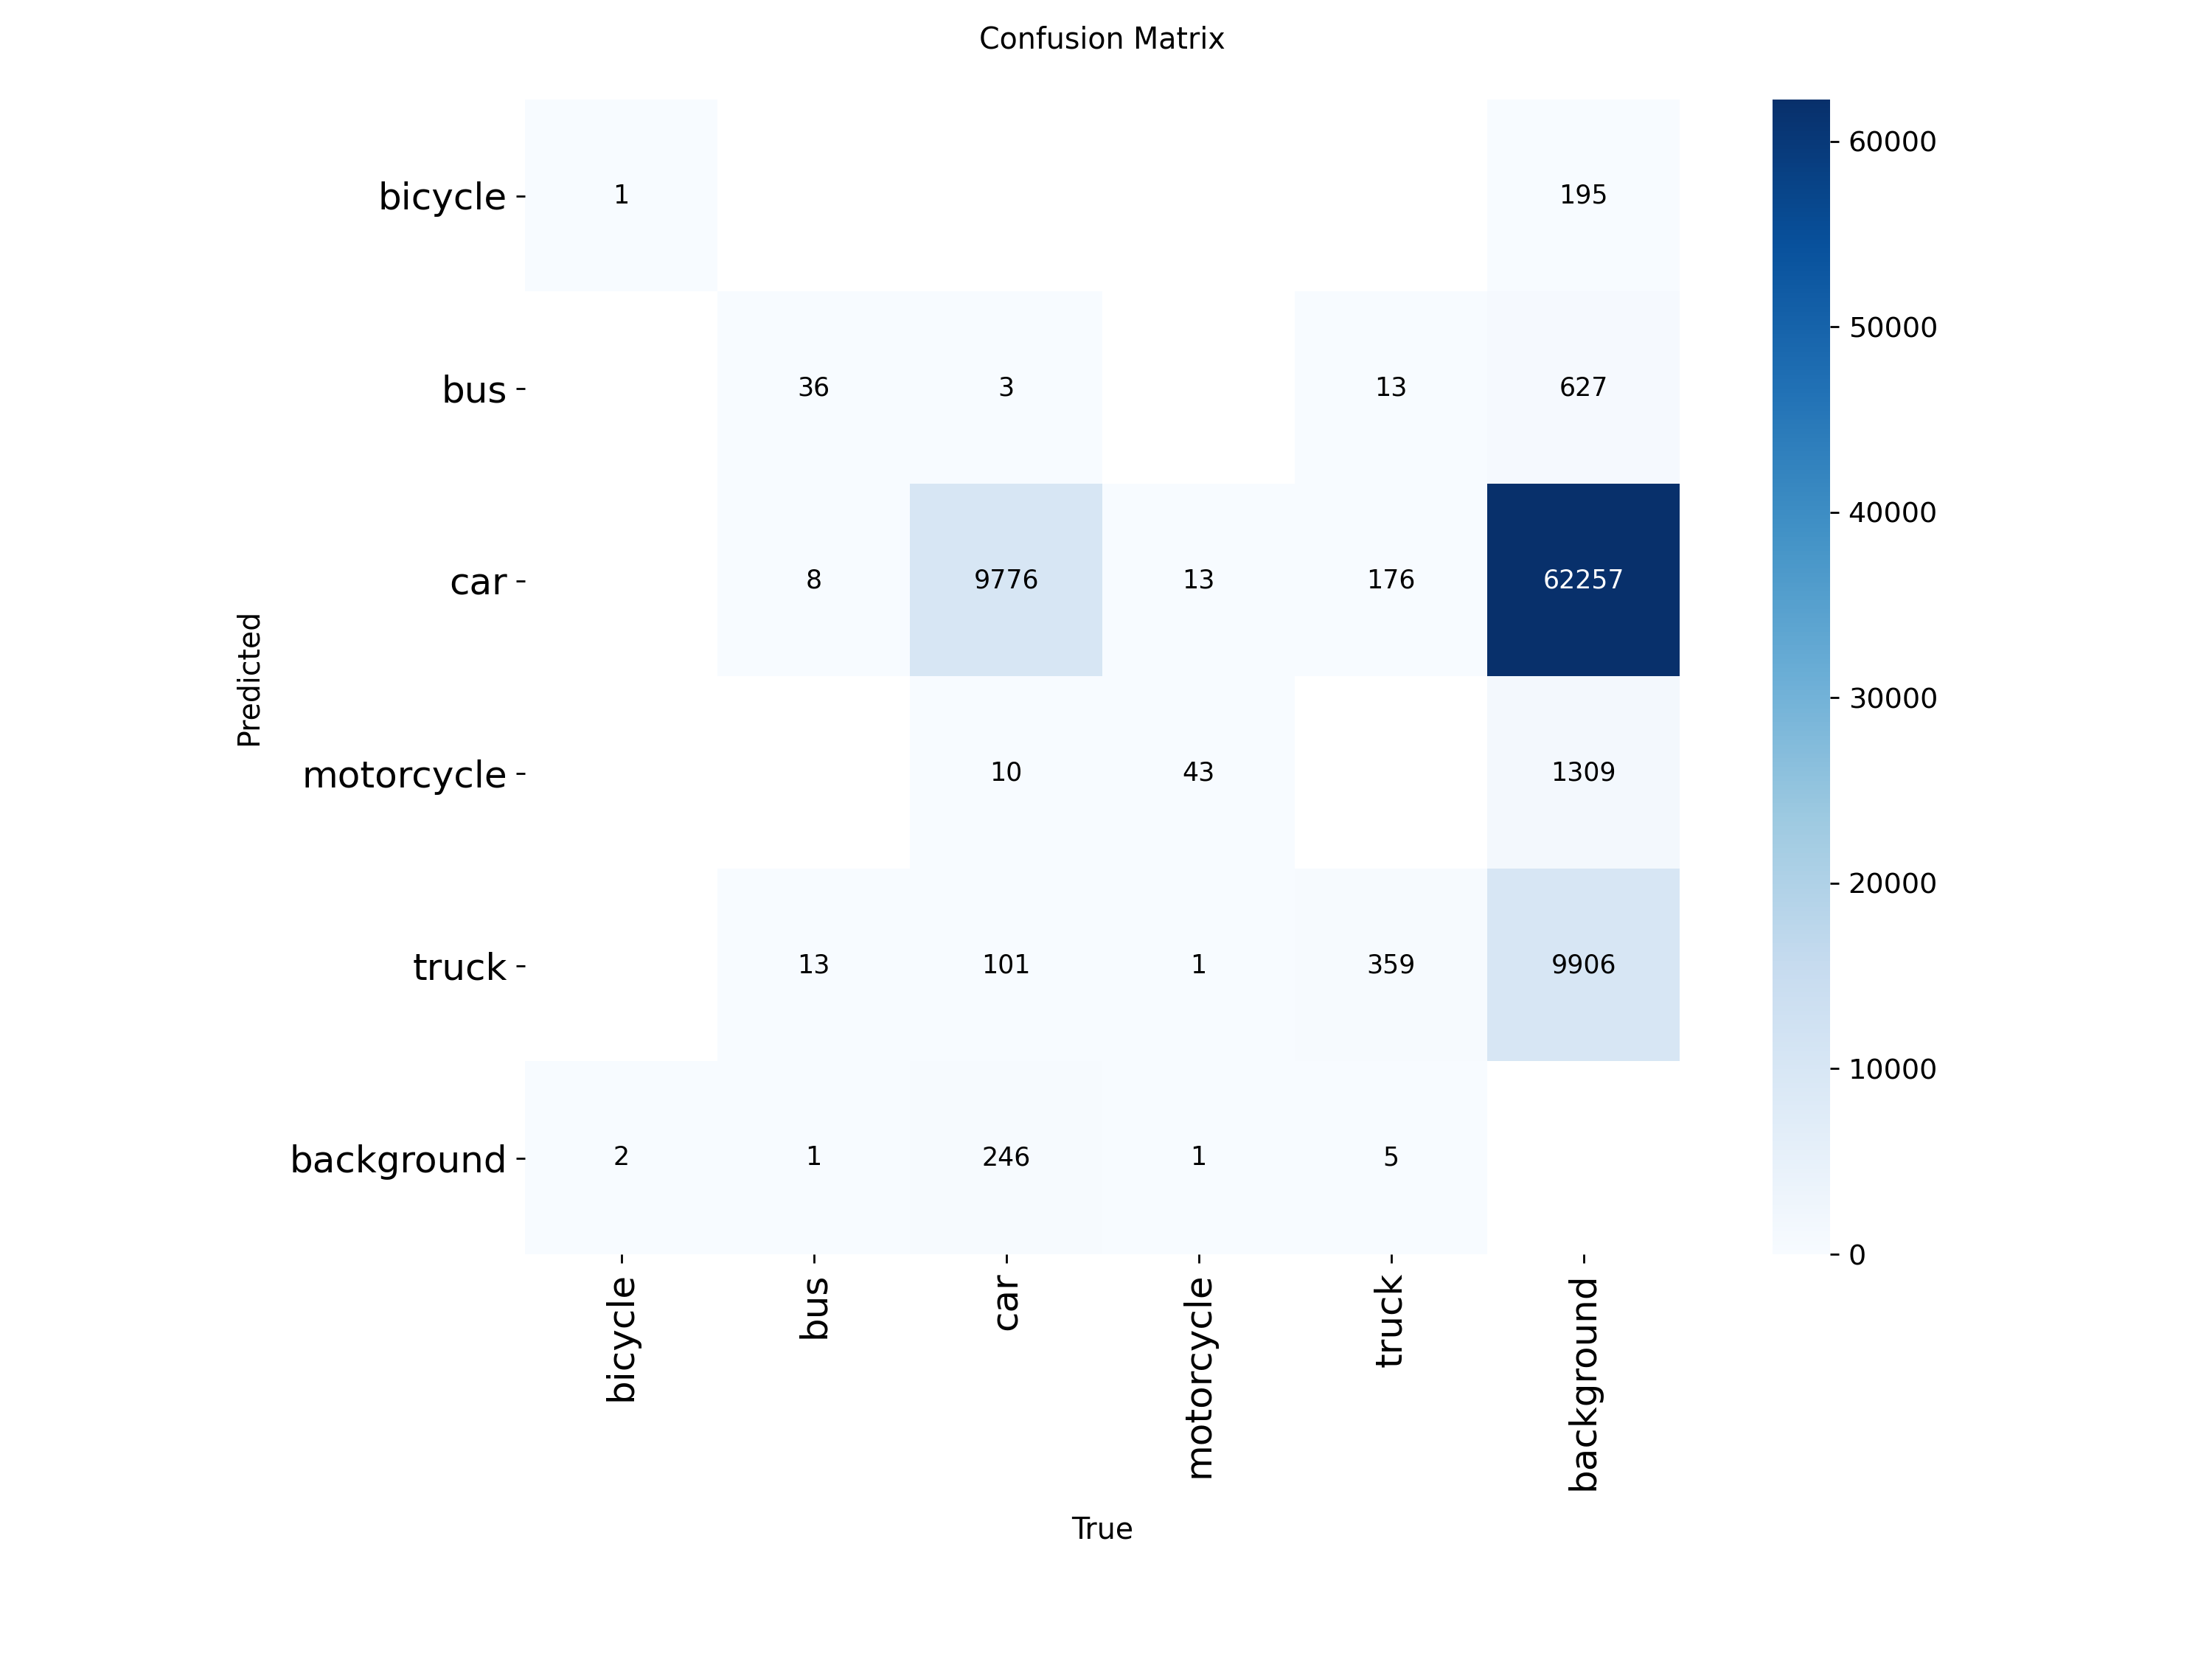 Confusion Matrix
bicycle 1 195
bus 36 3 13 627
car 8 9776 13 176 62257
motorcycle 10 43 1309
truck 13 101 1 359 9906
background 2 1 246 1 5
Predicted
bicycle
bus
car
motorcycle
truck
background
True
60000
50000
40000
30000
20000
10000
0